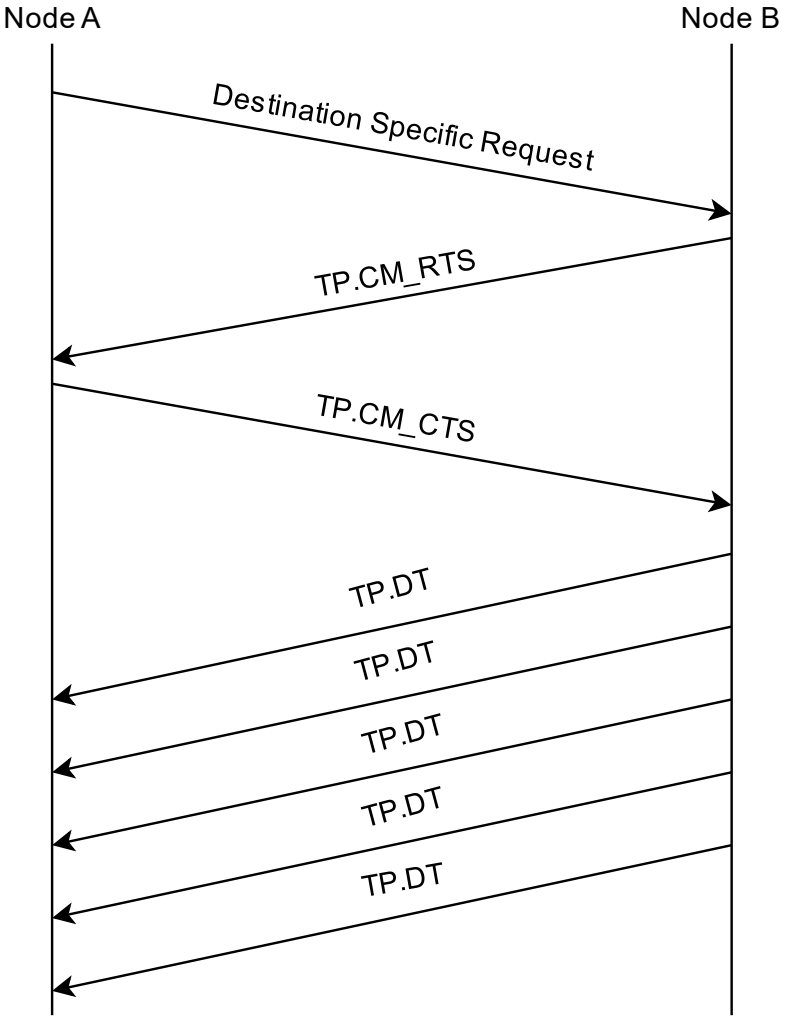 Node A
Node B
Destination Specific Request
TP.CM_RTS
TP.CM_CTS
TP.DT
TP.DT
TP.DT
TP.DT
TP.DT